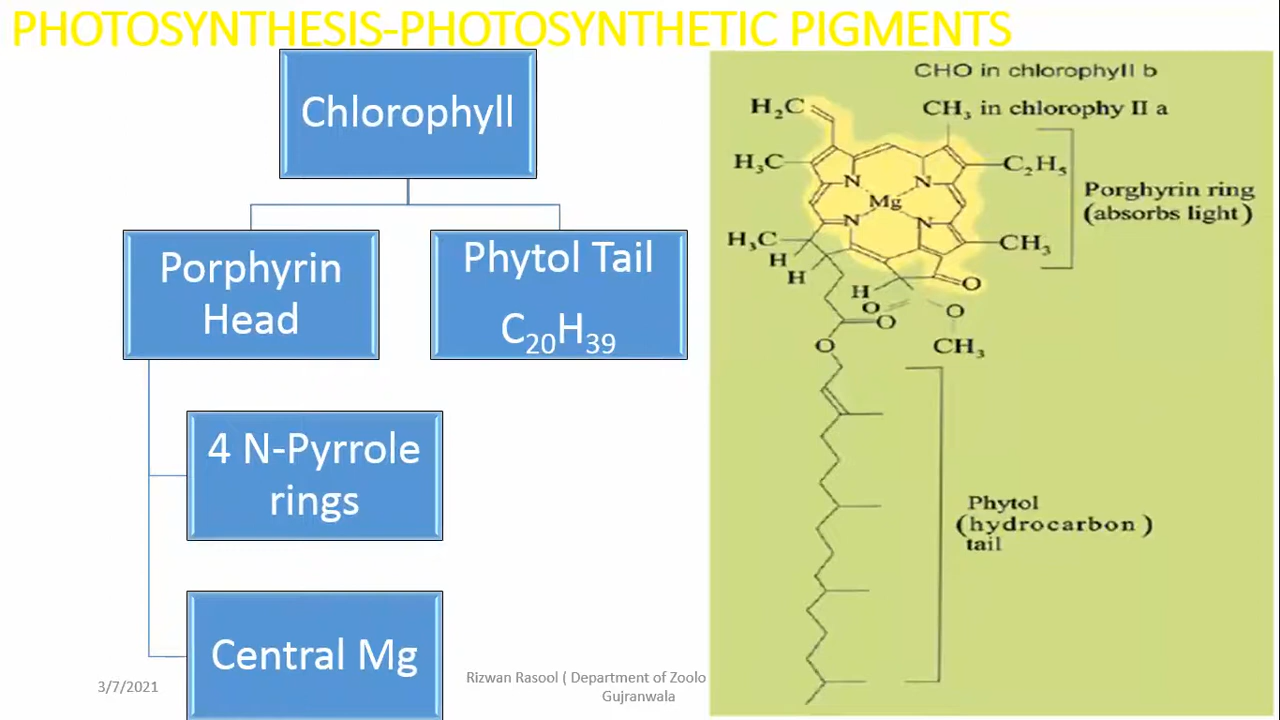 PHOTOSYNTHESIS-PHOTOSYNTHETIC PIGMENTS
Chlorophyll
Porphyrin
Head
Phytol Tail
C₂₀H₃₉
4 N-Pyrrole
rings
Central Mg
3/7/2021
Rizwan Rasool ( Department of Zoolo
Gujranwala
CHO in chlorophyll b
H₂C
CH₃ in chlorophy II a
H₃C
C₂H₅
N
N
Mg
Porghyrin ring
(absorbs light)
N
N
H₃C
CH₃
H
H
H
O
O
O
O
O
CH₃
Phytol
(hydrocarbon)
tail